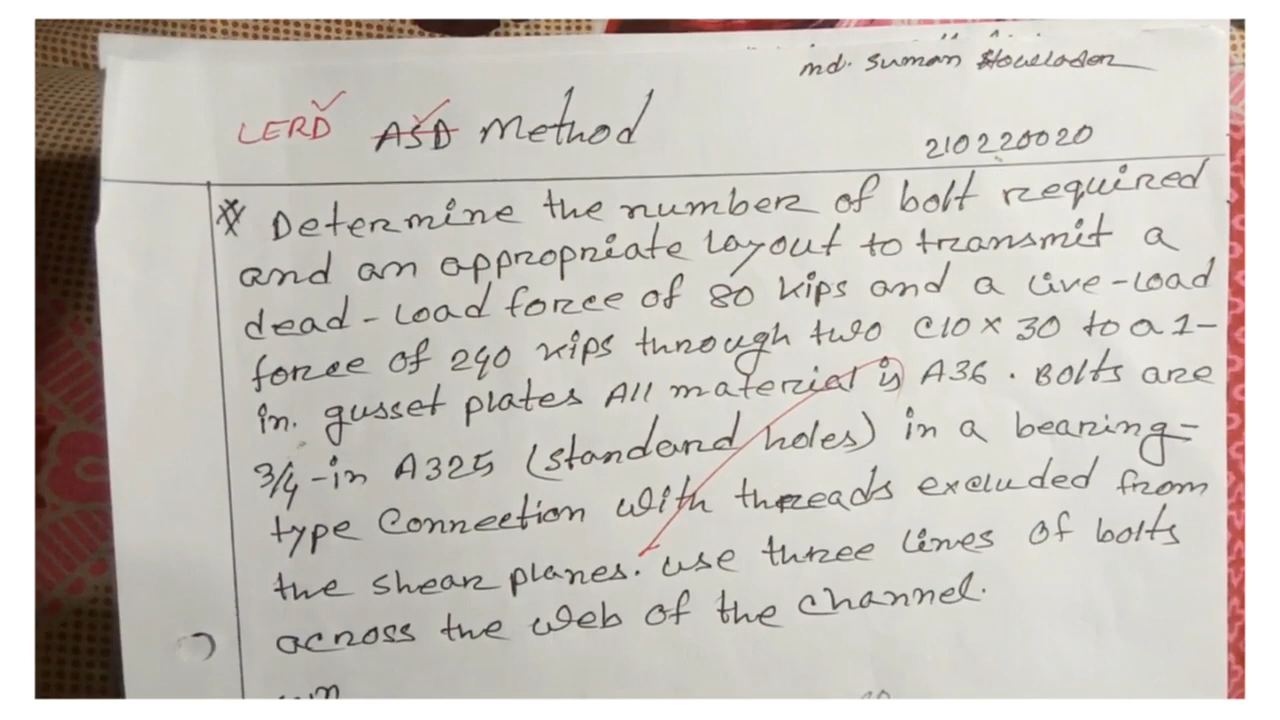 md. suman Howlader
LERD ASD Method
210220020
* Determine the number of bolt required
and an appropriate layout to transmit a
dead-load force of 80 kips and a live-load
force of 240 kips through two C10 x 30 to a 1-
in. gusset plates All material is A36. Bolts are
3/4-in A325 (standard holes) in a bearing-
type Connection with threads excluded from
the shear planes. use three lines of bolts
across the web of the channel.